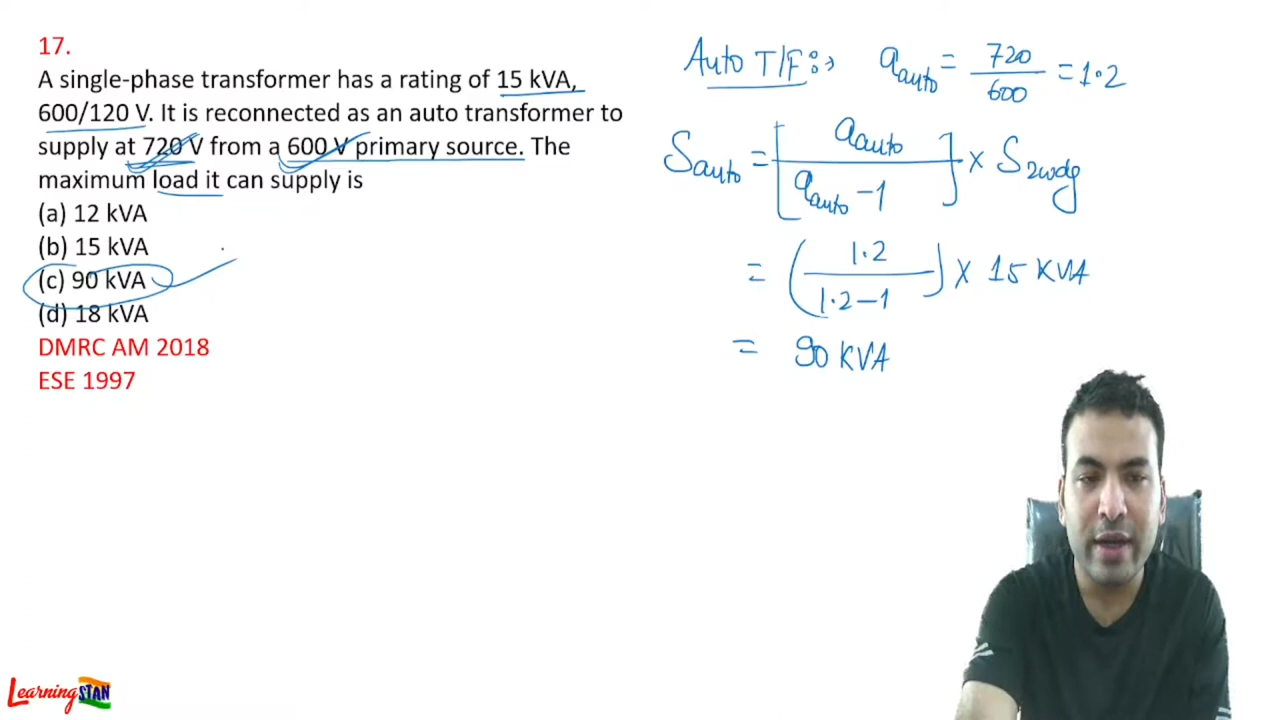 17.
A single-phase transformer has a rating of 15 kVA,
600/120 V. It is reconnected as an auto transformer to
supply at 720 V from a 600 V primary source. The
maximum load it can supply is
(a) 12 kVA
(b) 15 kVA
(c) 90 kVA
(d) 18 kVA
DMRC AM 2018
ESE 1997
Auto T/F:→ a_auto = 720/600 = 1.2
S_auto = [a_auto / (a_auto - 1)] × S_2wdg
= (1.2 / (1.2 - 1)) × 15 KVA
= 90 KVA
LearningSTAN